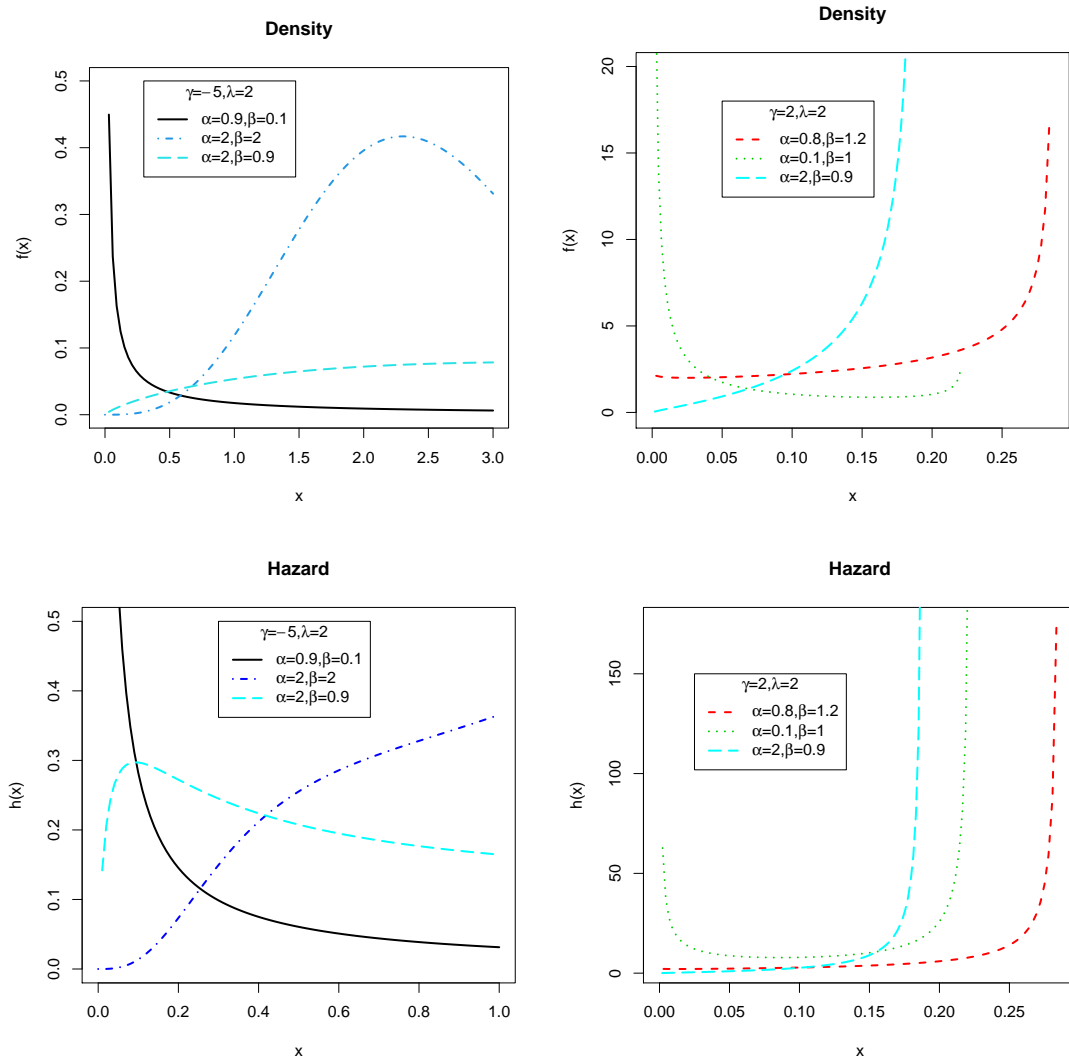 Density
γ=−5,λ=2
α=0.9,β=0.1
α=2,β=2
α=2,β=0.9
f(x)
0.5
0.4
0.3
0.2
0.1
0.0
0.0 0.5 1.0 1.5 2.0 2.5 3.0
x
Density
γ=2,λ=2
α=0.8,β=1.2
α=0.1,β=1
α=2,β=0.9
f(x)
20
15
10
5
0
0.00 0.05 0.10 0.15 0.20 0.25
x
Hazard
γ=−5,λ=2
α=0.9,β=0.1
α=2,β=2
α=2,β=0.9
h(x)
0.5
0.4
0.3
0.2
0.1
0.0
0.0 0.2 0.4 0.6 0.8 1.0
x
Hazard
γ=2,λ=2
α=0.8,β=1.2
α=0.1,β=1
α=2,β=0.9
h(x)
150
100
50
0
0.00 0.05 0.10 0.15 0.20 0.25
x